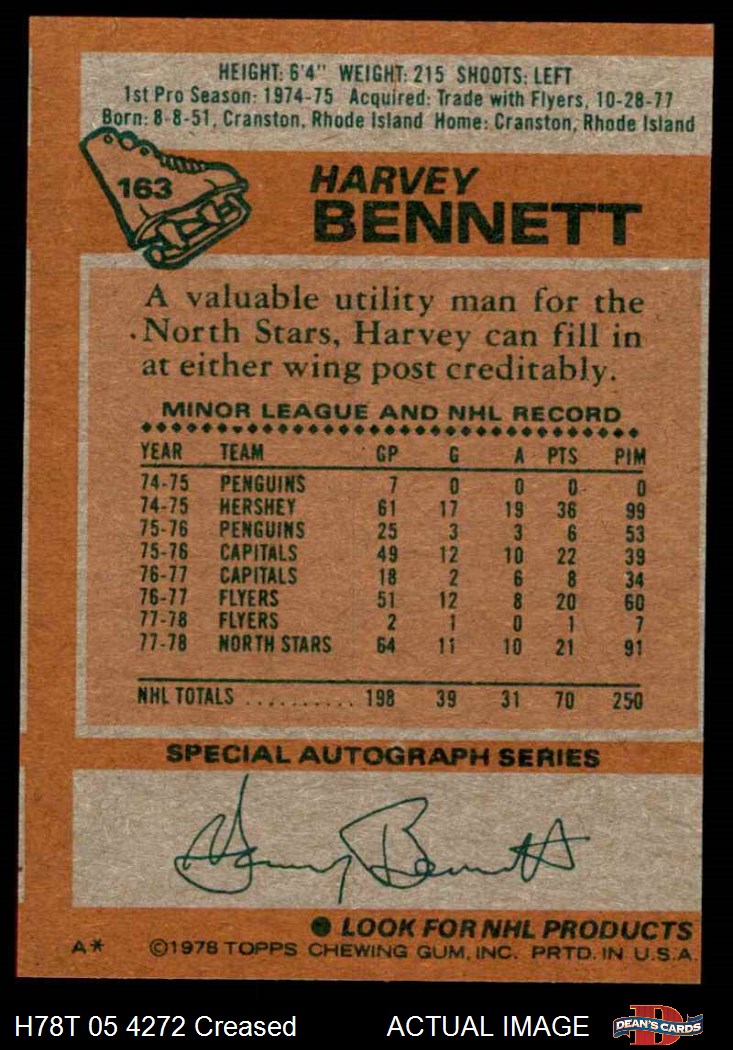 HEIGHT: 6'4" WEIGHT: 215 SHOOTS: LEFT
1st Pro Season: 1974-75 Acquired: Trade with Flyers, 10-28-77
Born: 8-8-51, Cranston, Rhode Island Home: Cranston, Rhode Island
163
HARVEY
BENNETT
A valuable utility man for the
North Stars, Harvey can fill in
at either wing post creditably.
MINOR LEAGUE AND NHL RECORD
YEAR TEAM GP G A PTS PIM
74-75 PENGUINS 7 0 0 0 0
74-75 HERSHEY 61 17 19 36 99
75-76 PENGUINS 25 3 3 6 53
75-76 CAPITALS 49 12 10 22 39
76-77 CAPITALS 18 2 6 8 34
76-77 FLYERS 51 12 8 20 60
77-78 FLYERS 2 1 0 1 7
77-78 NORTH STARS 64 11 10 21 91
NHL TOTALS .......... 198 39 31 70 250
SPECIAL AUTOGRAPH SERIES
Harvey Bennett
● LOOK FOR NHL PRODUCTS
A* ©1978 TOPPS CHEWING GUM, INC. PRTD. IN U.S.A.
H78T 05 4272 Creased ACTUAL IMAGE D DEAN'S CARDS